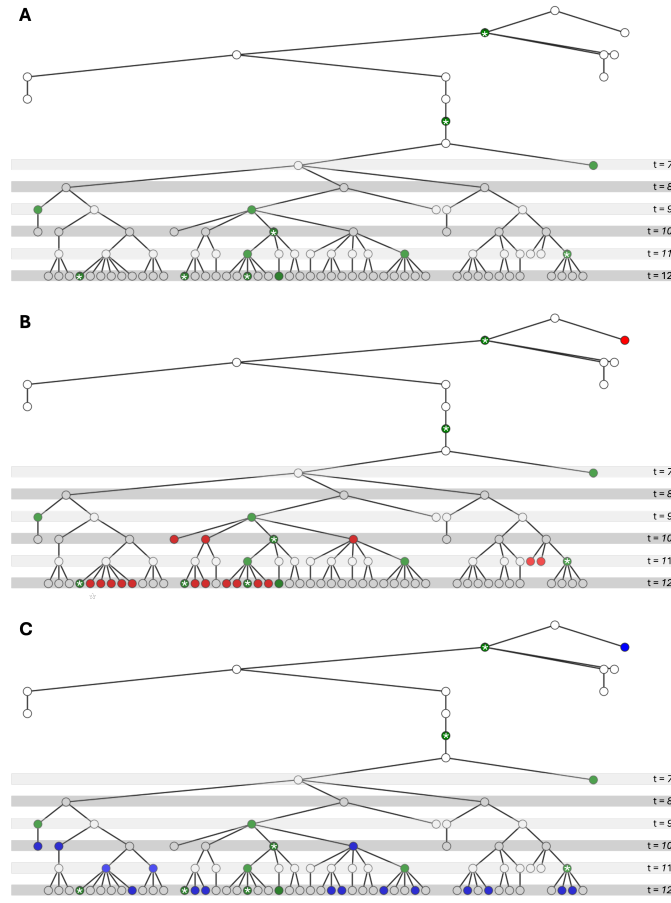 A
t = 7
t = 8
t = 9
t = 10
t = 11
t = 12
B
t = 7
t = 8
t = 9
t = 10
t = 11
t = 12
C
t = 7
t = 8
t = 9
t = 10
t = 11
t = 12